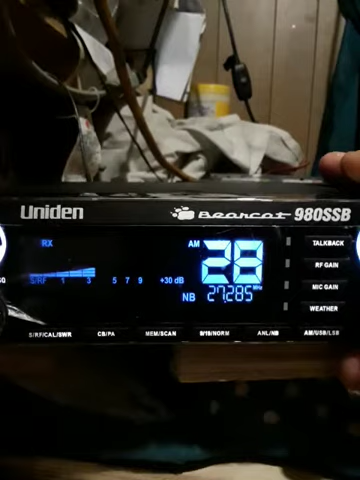 Uniden Bearcat 980SSB
RX AM 28 TALKBACK
RF GAIN
S/RF 1 3 5 7 9 +30 dB MIC GAIN
NB 27.285 MHz
WEATHER
S/RF/CAL/SWR CB/PA MEM/SCAN 9/19/NORM ANL/NB AM/USB/LSB